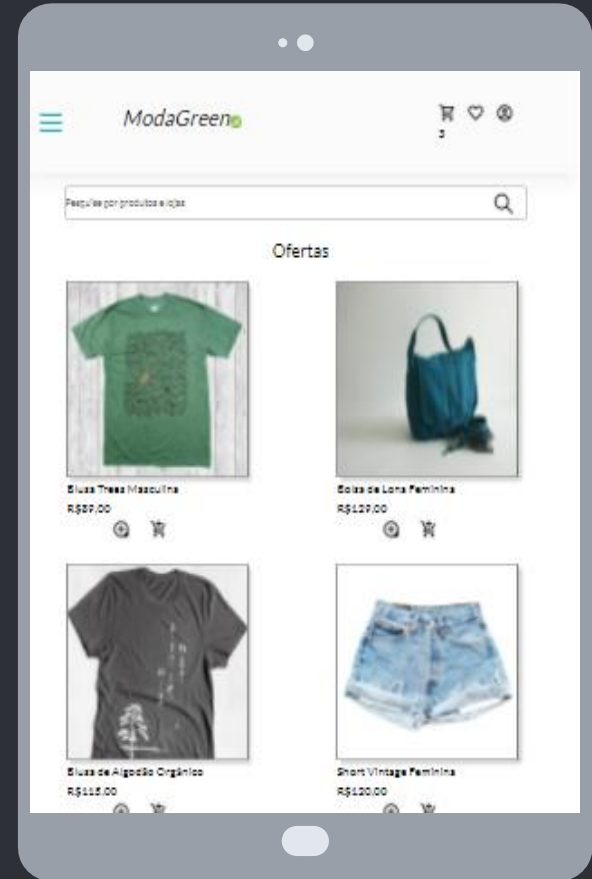 ModaGreen
3
Pesquise por produtos e lojas
Ofertas
Blusa Trees Masculina
R$89,00
Bolsa de Lona Feminina
R$129,00
Blusa de Algodão Orgânico
R$115,00
Short Vintage Feminina
R$120,00